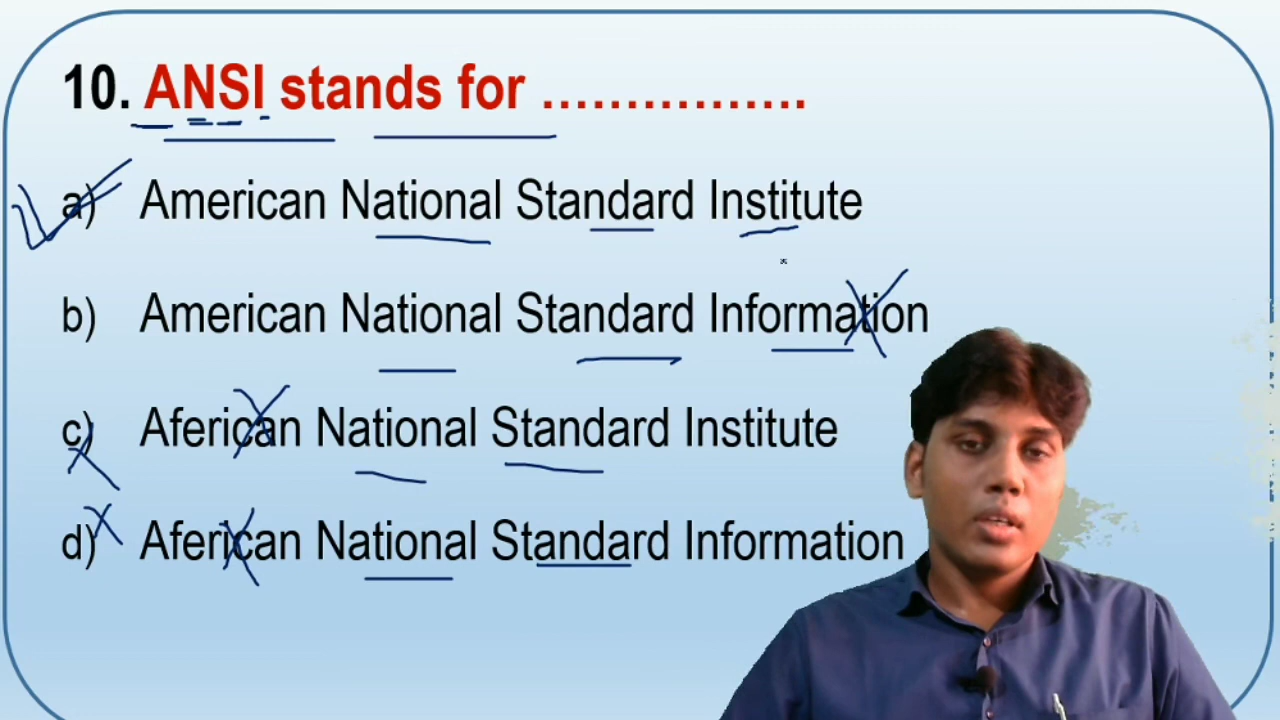 10. ANSI stands for ................
a) American National Standard Institute
b) American National Standard Information
c) Aferican National Standard Institute
d) Aferican National Standard Information